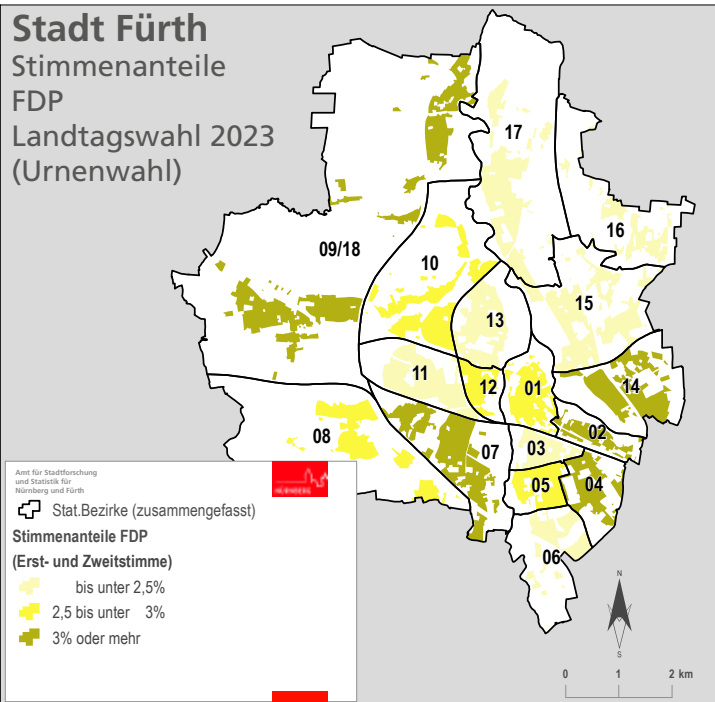 Stadt Fürth
Stimmenanteile
FDP
Landtagswahl 2023
(Urnenwahl)
17
16
09/18
10
15
13
11
12
01
14
02
08
07
03
05
04
06
Amt für Stadtforschung
und Statistik für
Nürnberg und Fürth
NÜRNBERG
Stat.Bezirke (zusammengefasst)
Stimmenanteile FDP
(Erst- und Zweitstimme)
bis unter 2,5%
2,5 bis unter 3%
3% oder mehr
N
S
0 1 2 km